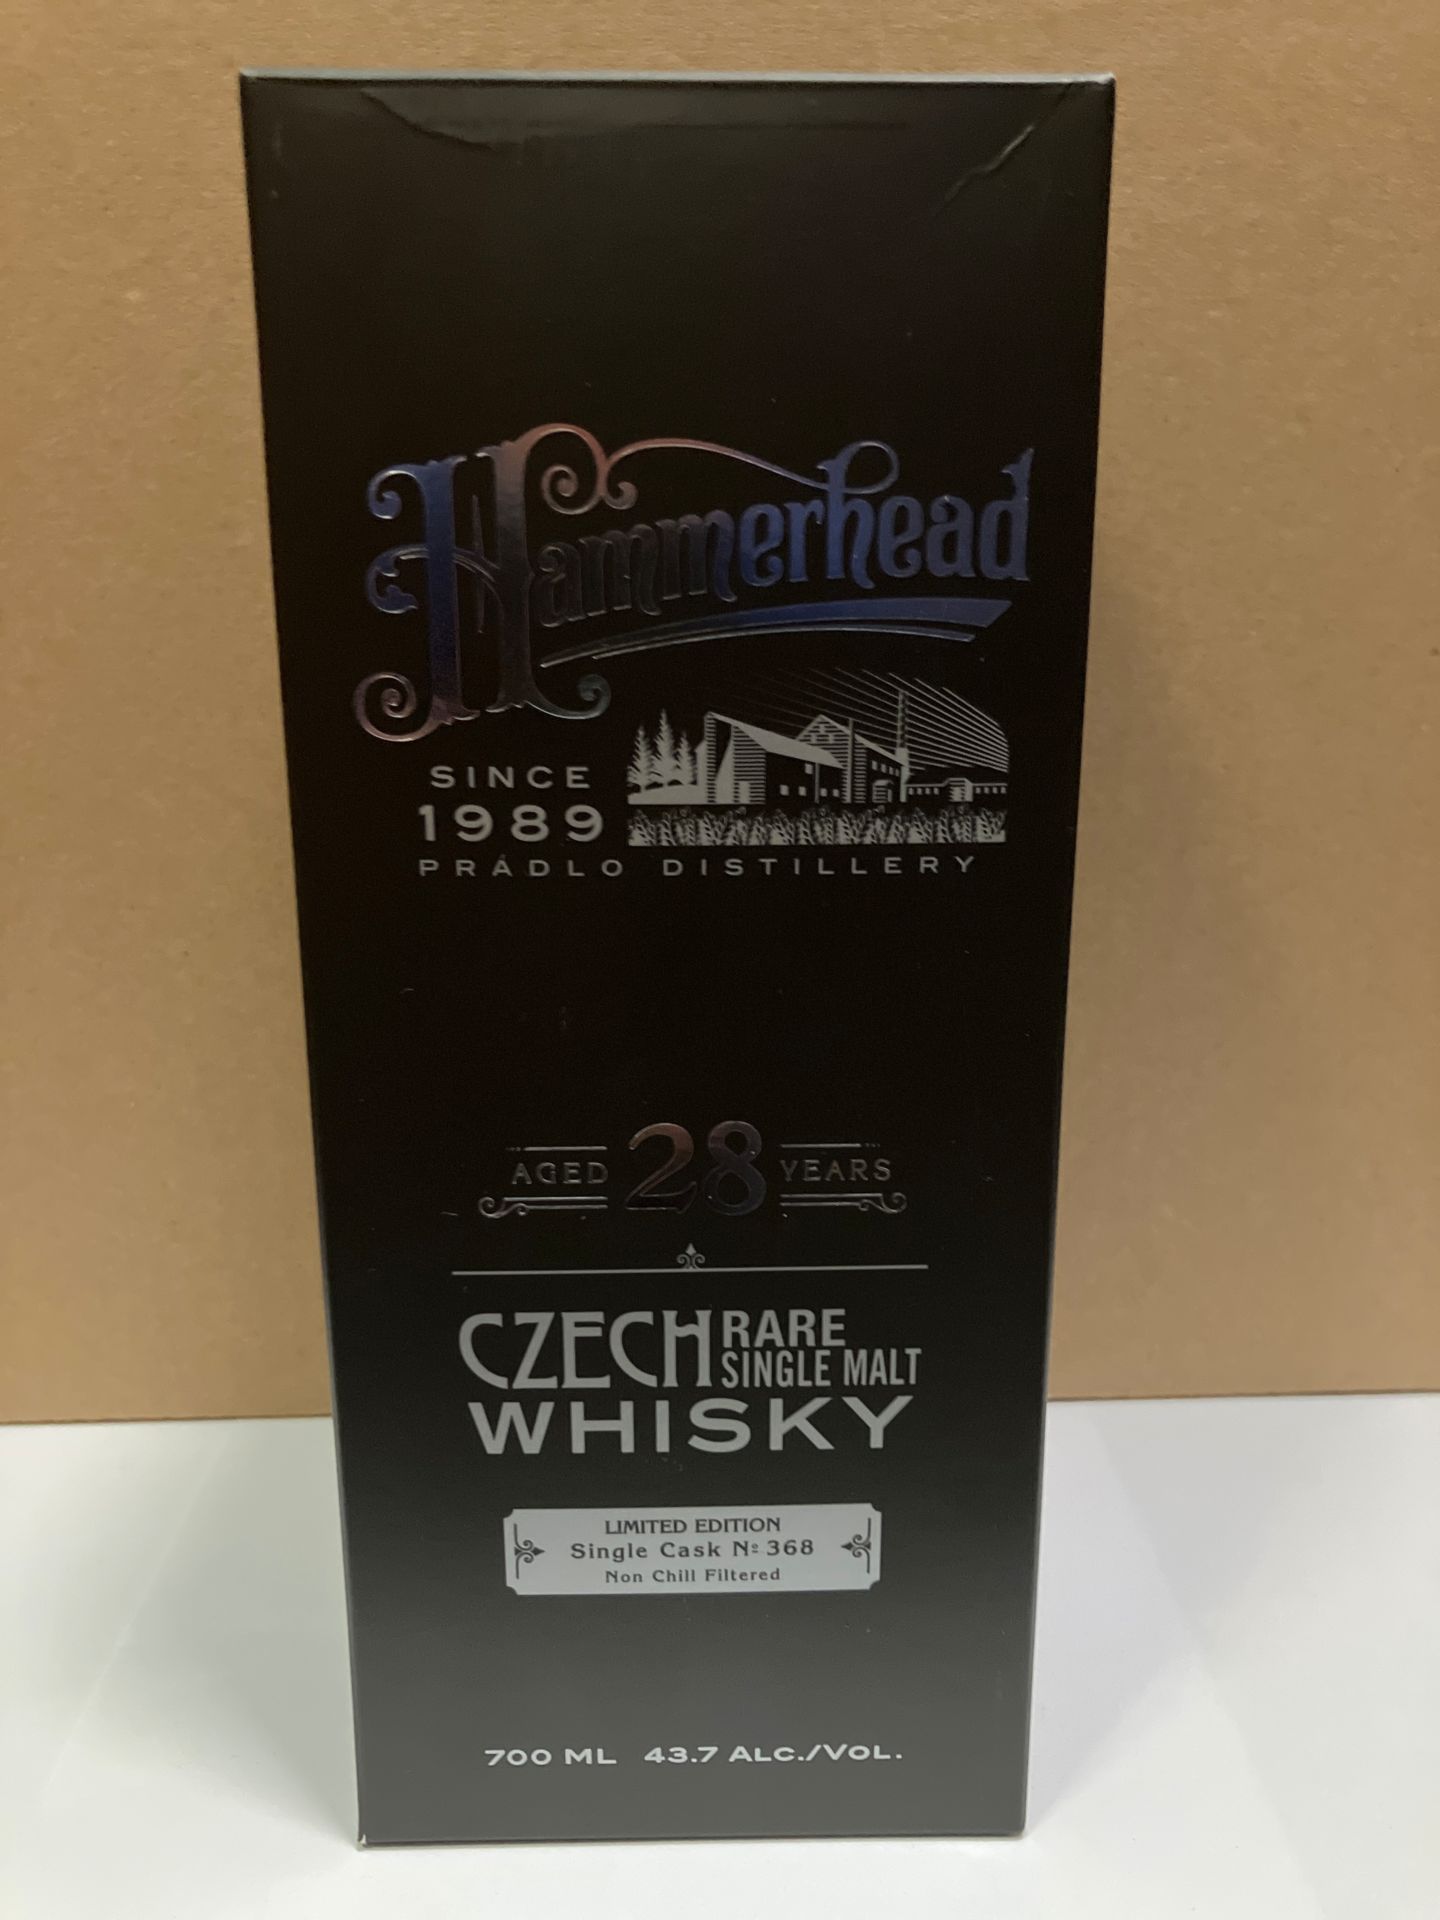 Hammerhead
SINCE
1989
PRÁDLO DISTILLERY
AGED 28 YEARS
CZECH RARE
SINGLE MALT
WHISKY
LIMITED EDITION
Single Cask № 368
Non Chill Filtered
700 ML 43.7 ALC./VOL.